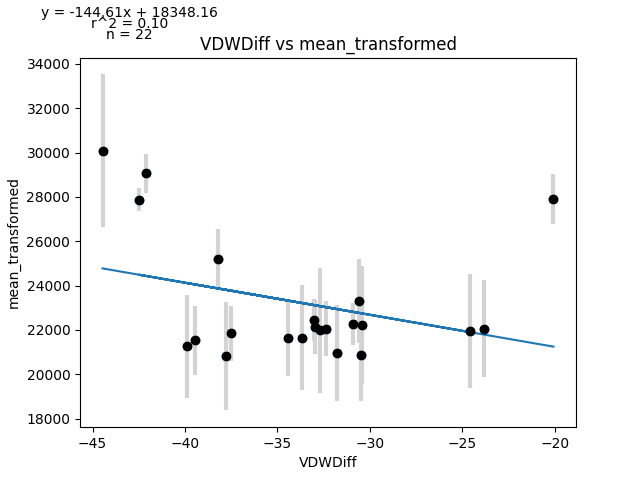 y = -144.61x + 18348.16
r^2 = 0.10
n = 22
VDWDiff vs mean_transformed
34000
32000
30000
28000
26000
24000
22000
20000
18000
mean_transformed
−45
−40
−35
−30
−25
−20
VDWDiff